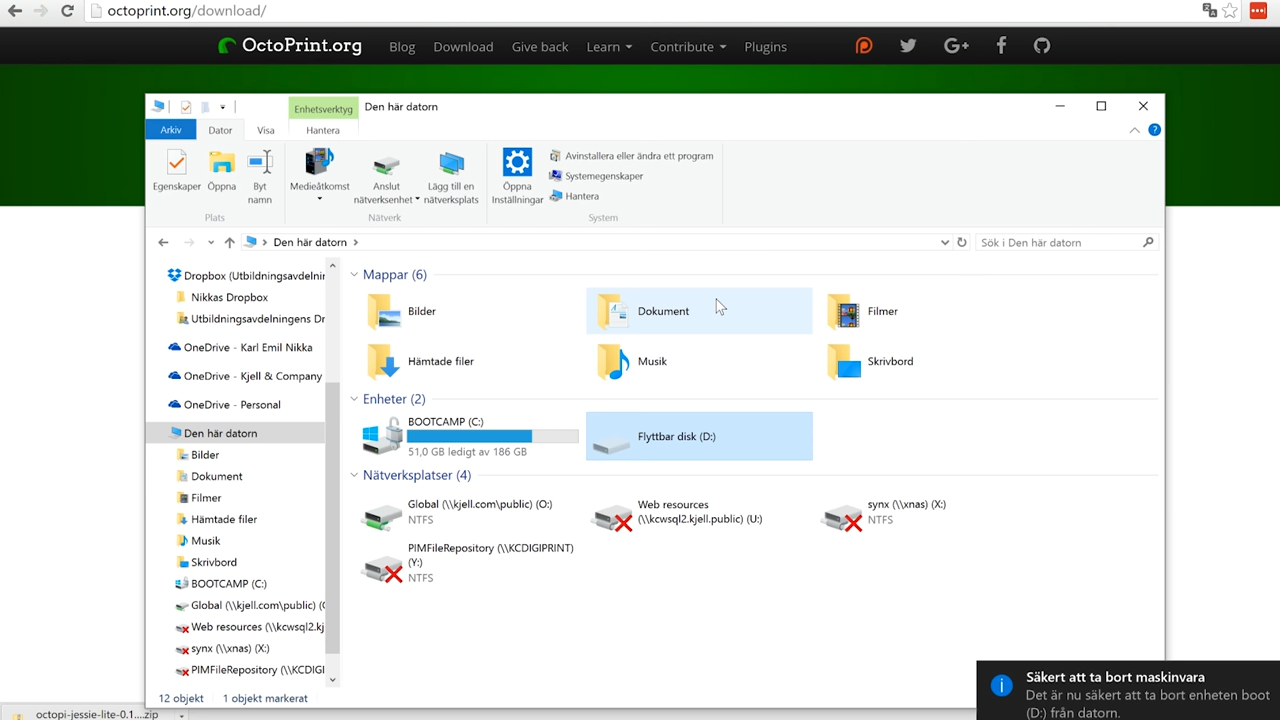 octoprint.org/download/
OctoPrint.org
Blog
Download
Give back
Learn
Contribute
Plugins
Enhetsverktyg
Den här datorn
Arkiv
Dator
Visa
Hantera
Egenskaper
Öppna
Byt
namn
Medieåtkomst
Anslut
nätverksenhet
Lägg till en
nätverksplats
Öppna
Inställningar
Avinstallera eller ändra ett program
Systemegenskaper
Hantera
Plats
Nätverk
System
Den här datorn
Sök i Den här datorn
Dropbox (Utbildningsavdelnir
Nikkas Dropbox
Utbildningsavdelningens Dr
OneDrive - Karl Emil Nikka
OneDrive - Kjell & Company
OneDrive - Personal
Den här datorn
Bilder
Dokument
Filmer
Hämtade filer
Musik
Skrivbord
BOOTCAMP (C:)
Global (\\kjell.com\public) (
Web resources (\\kcwsql2.kj
synx (\\xnas) (X:)
PIMFileRepository (\\KCDIGI
Mappar (6)
Bilder
Dokument
Filmer
Hämtade filer
Musik
Skrivbord
Enheter (2)
BOOTCAMP (C:)
51,0 GB ledigt av 186 GB
Flyttbar disk (D:)
Nätverksplatser (4)
Global (\\kjell.com\public) (O:)
NTFS
Web resources
(\\kcwsql2.kjell.public) (U:)
synx (\\xnas) (X:)
NTFS
PIMFileRepository (\\KCDIGIPRINT)
(Y:)
NTFS
12 objekt
1 objekt markerat
Säkert att ta bort maskinvara
Det är nu säkert att ta bort enheten boot
(D:) från datorn.
octopi-jessie-lite-0.1....zip